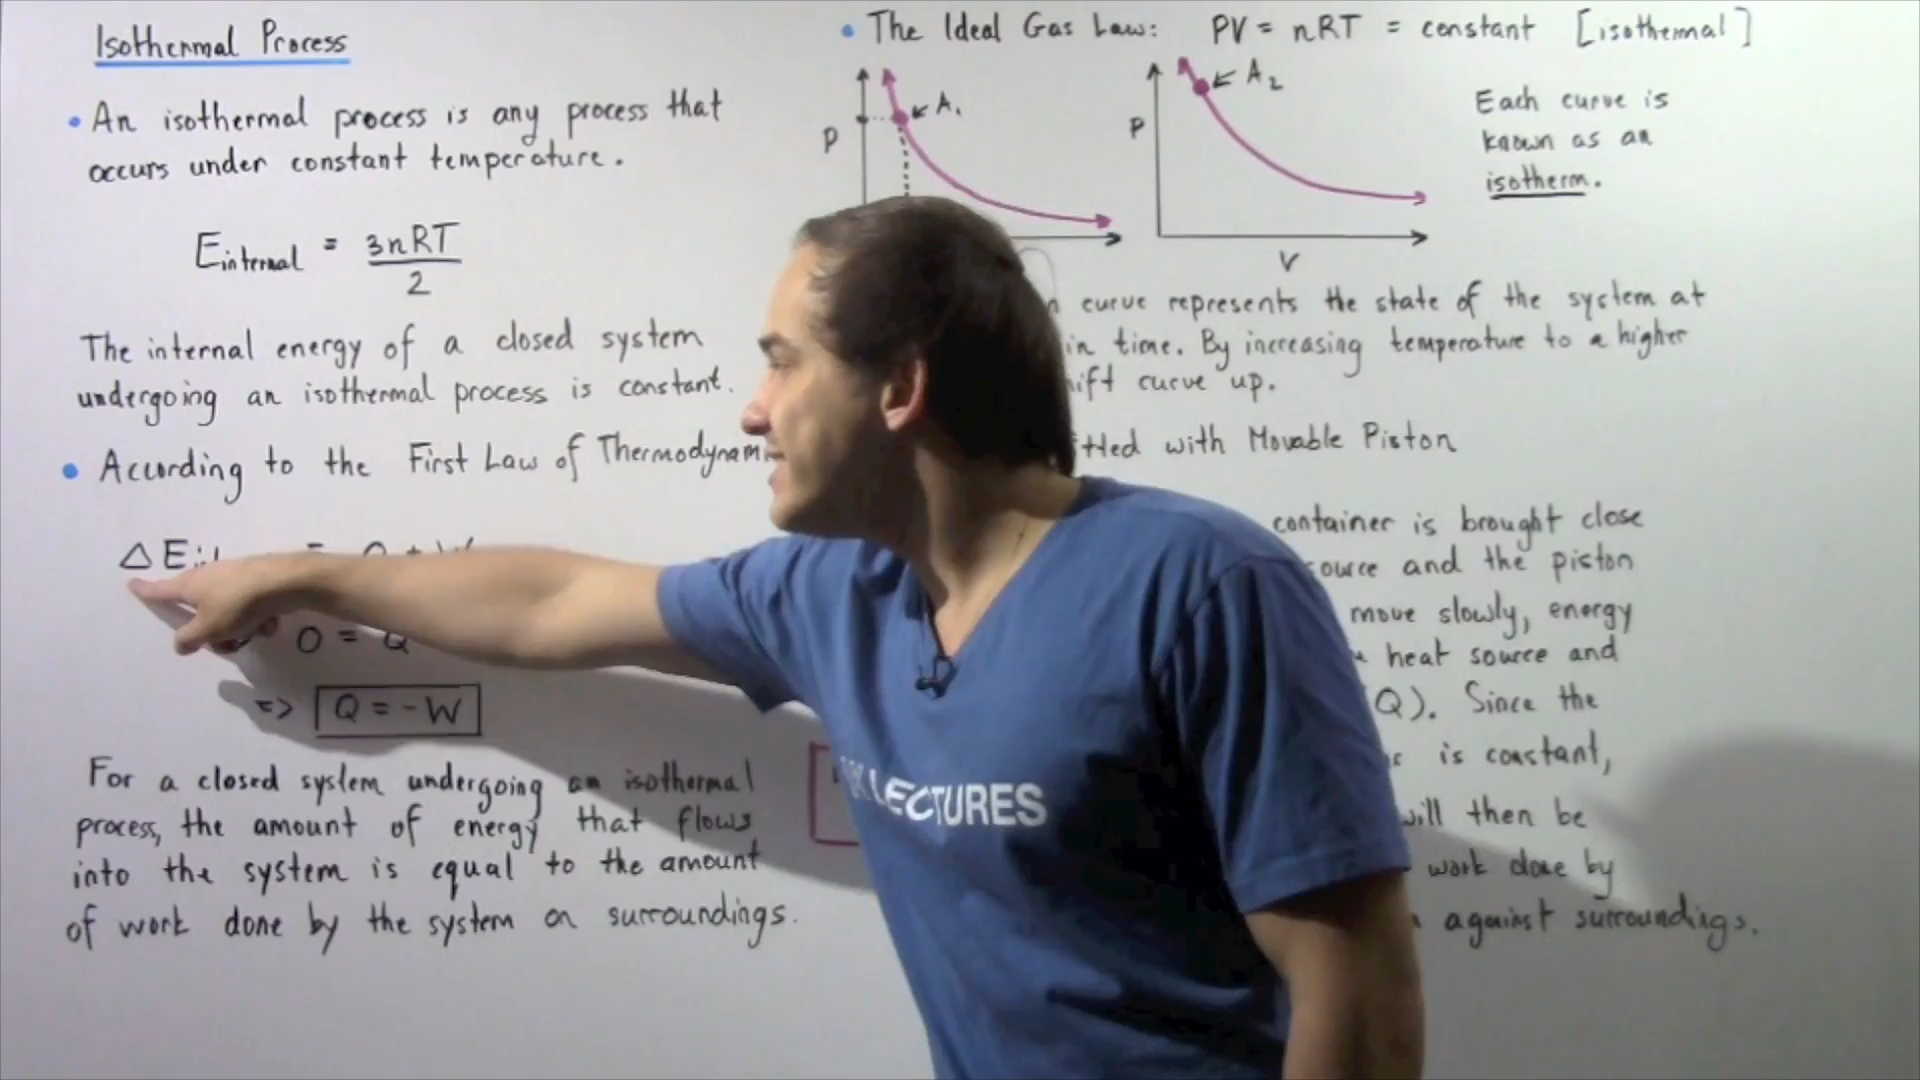 Isothermal Process
• An isothermal process is any process that
occurs under constant temperature.
E internal = 3nRT
2
The internal energy of a closed system
undergoing an isothermal process is constant.
• According to the First Law of
ΔE
0 = Q
=> Q = -W
For a closed system undergoing an isothermal
process, the amount of energy that flows
into the system is equal to the amount
of work done by the system on surroundings.
• The Ideal Gas Law: PV = nRT = constant [isothermal]
P
A1
P
A2
V
Each curve is
known as an
isotherm.
curve represents the state of the system at
in time. By increasing temperature to a higher
curve up.
with Movable Piston
container is brought close
and the piston
move slowly, energy
heat source and
(Q). Since the
is constant,
will then be
work done by
against surroundings.
LECTURES